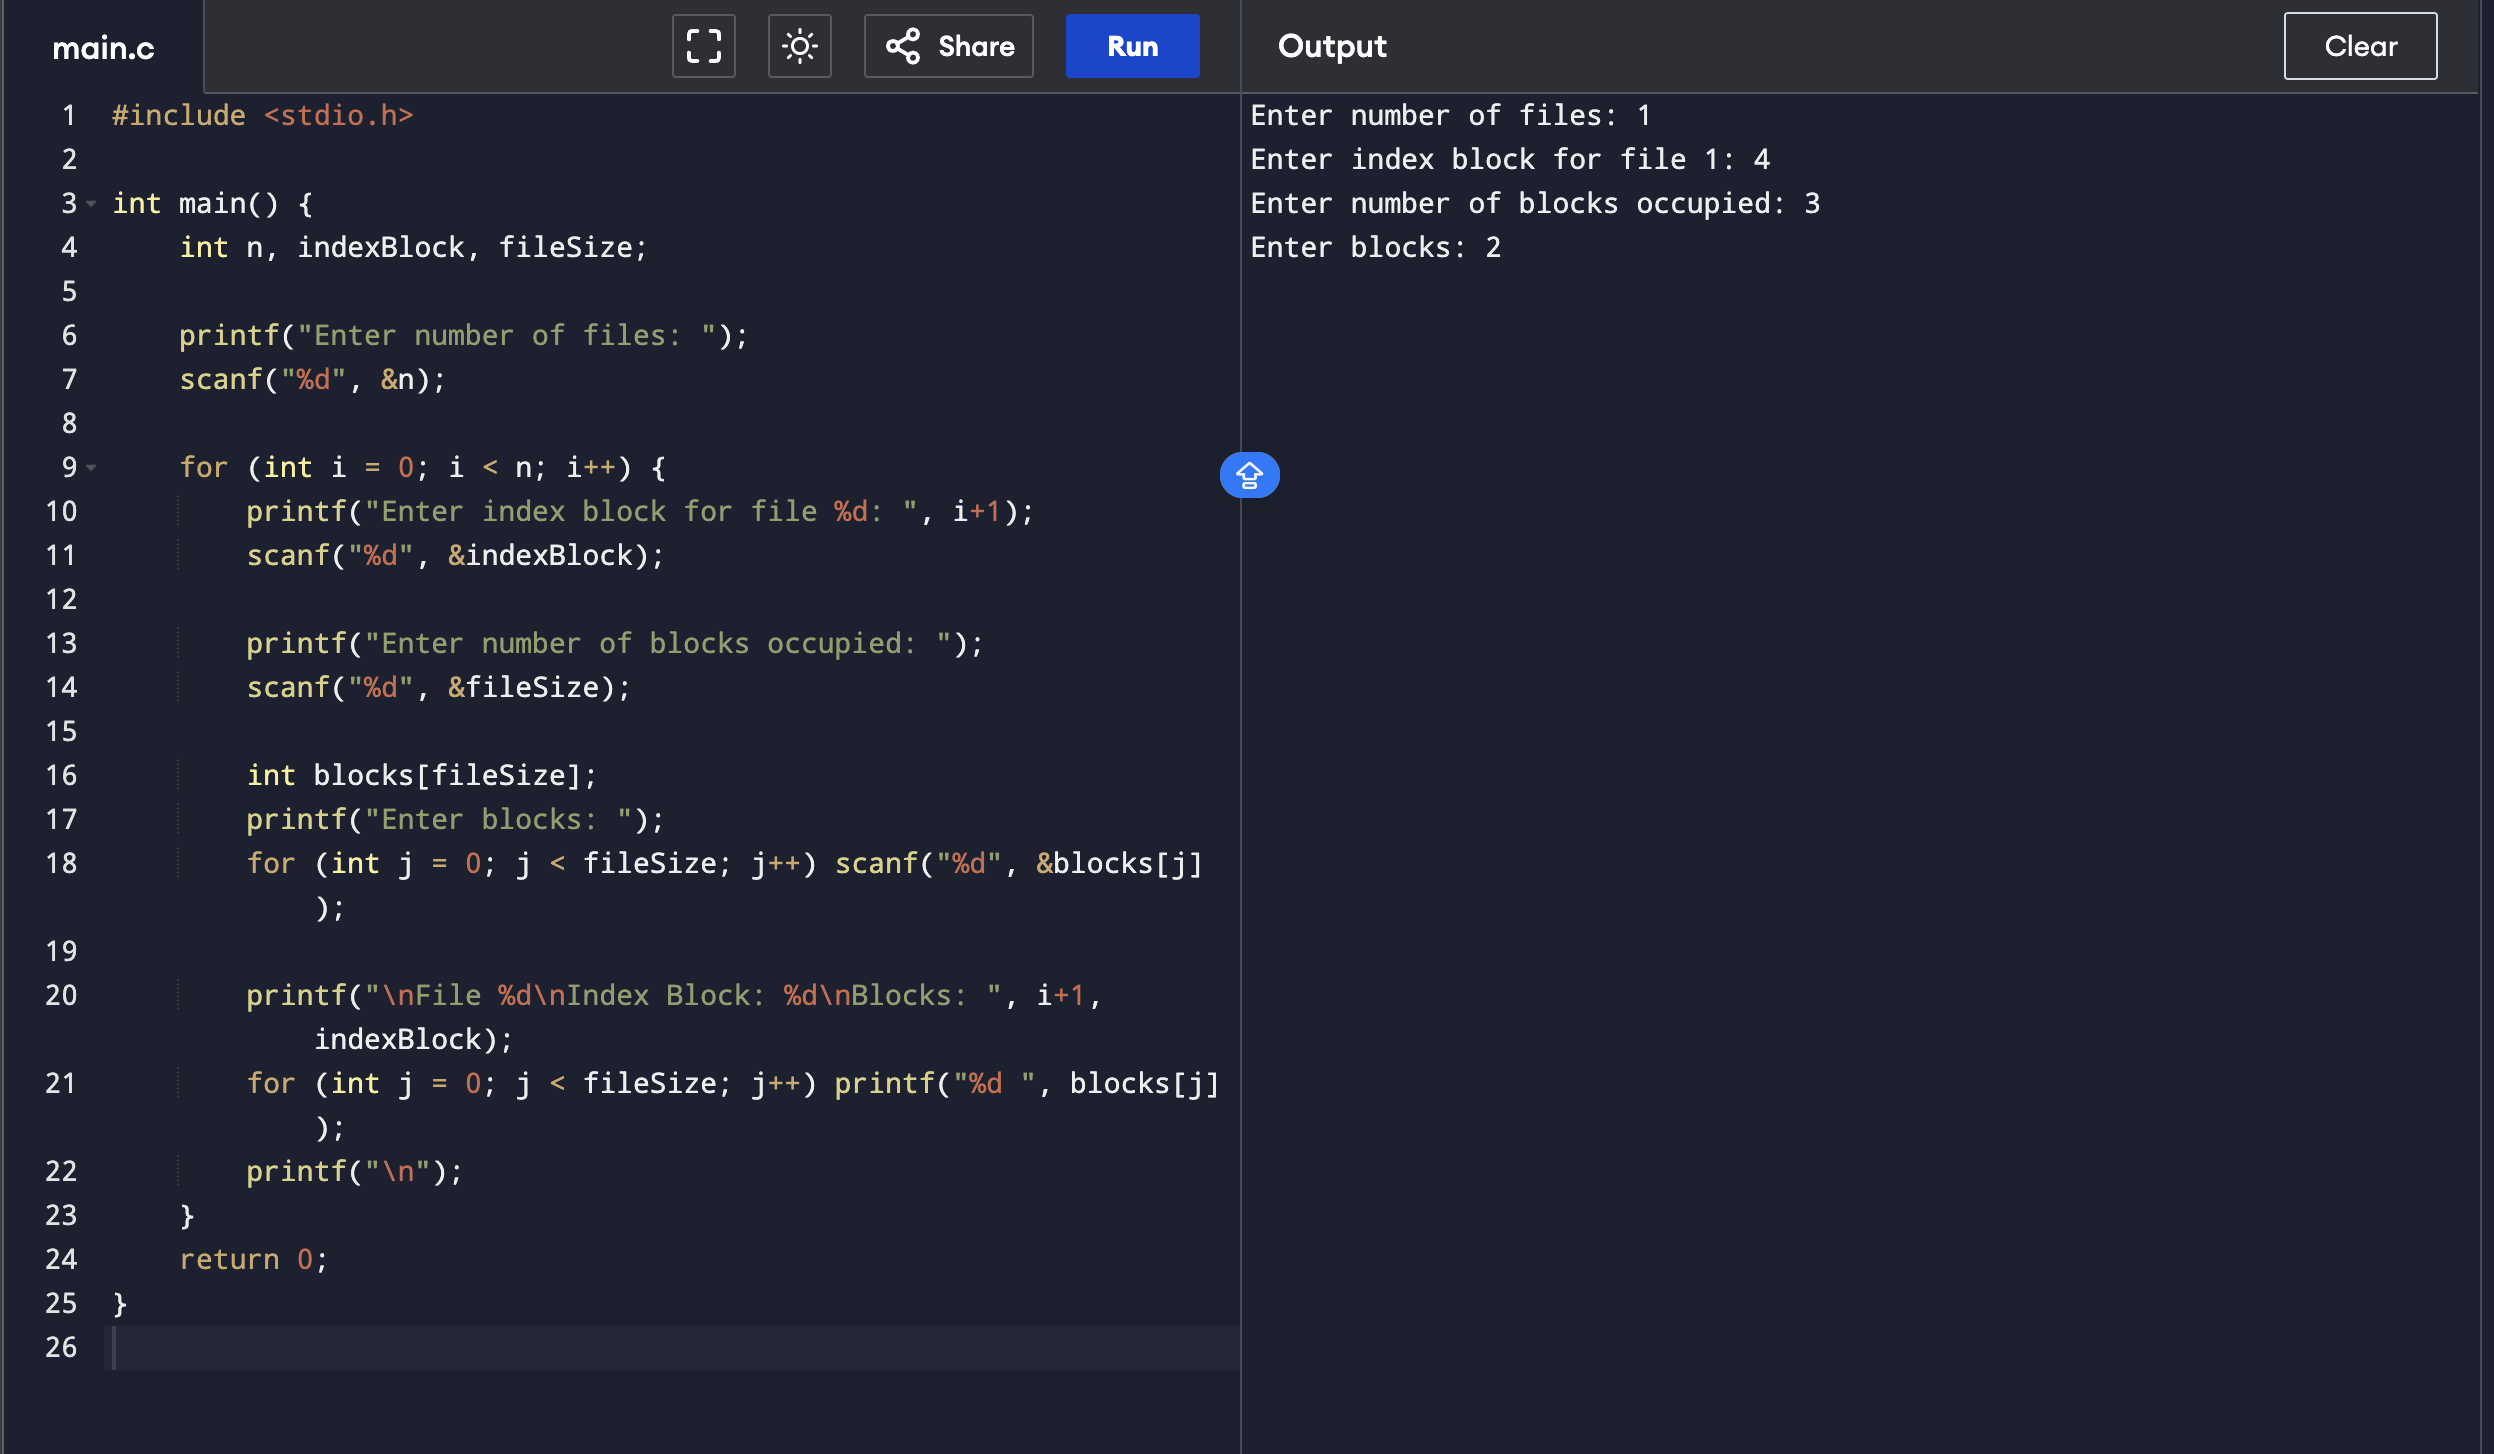 main.c
Share
Run
Output
Clear
1 #include <stdio.h>
2
3 int main() {
4     int n, indexBlock, fileSize;
5
6     printf("Enter number of files: ");
7     scanf("%d", &n);
8
9     for (int i = 0; i < n; i++) {
10         printf("Enter index block for file %d: ", i+1);
11         scanf("%d", &indexBlock);
12
13         printf("Enter number of blocks occupied: ");
14         scanf("%d", &fileSize);
15
16         int blocks[fileSize];
17         printf("Enter blocks: ");
18         for (int j = 0; j < fileSize; j++) scanf("%d", &blocks[j]
            );
19
20         printf("\nFile %d\nIndex Block: %d\nBlocks: ", i+1,
            indexBlock);
21         for (int j = 0; j < fileSize; j++) printf("%d ", blocks[j]
            );
22         printf("\n");
23     }
24     return 0;
25 }
26
Enter number of files: 1
Enter index block for file 1: 4
Enter number of blocks occupied: 3
Enter blocks: 2